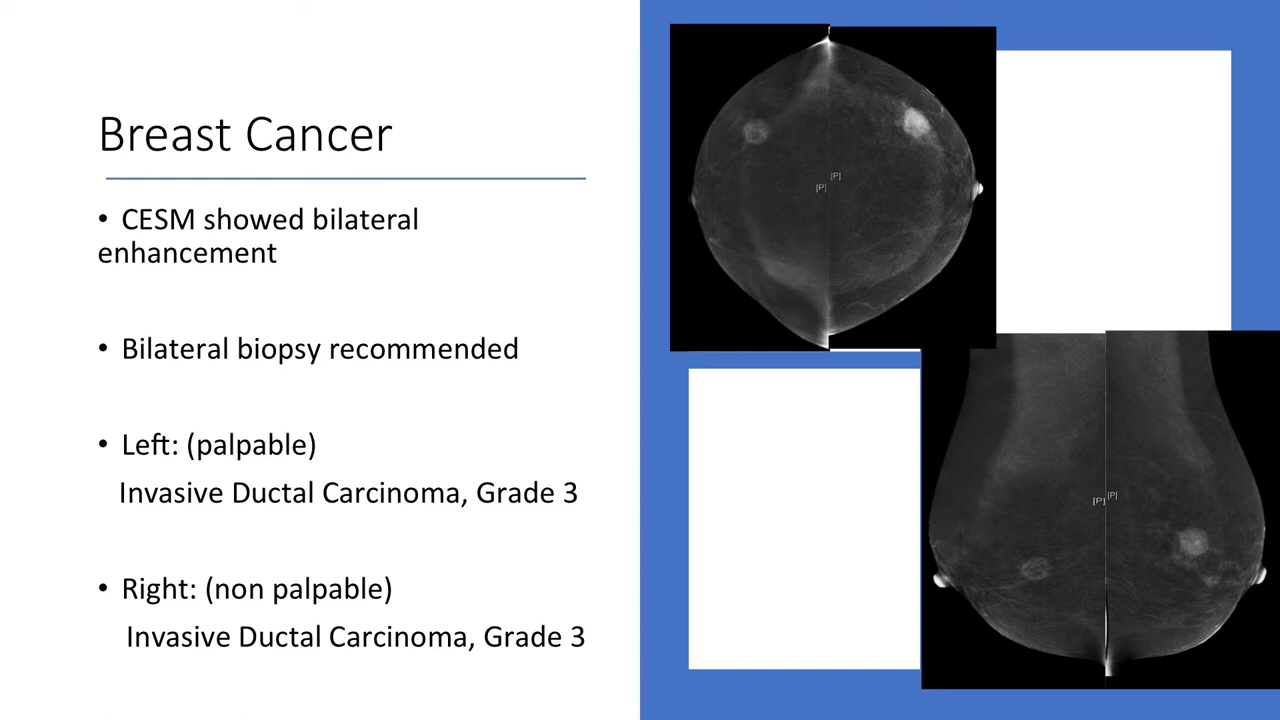 Breast Cancer
• CESM showed bilateral
enhancement
• Bilateral biopsy recommended
• Left: (palpable)
Invasive Ductal Carcinoma, Grade 3
• Right: (non palpable)
Invasive Ductal Carcinoma, Grade 3
[P]
[P]
[P]
[P]